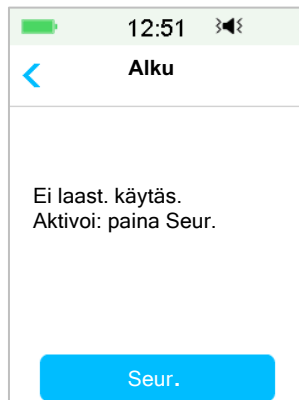 12:51
Alku
Ei laast. käytäs.
Aktivoi: paina Seur.
Seur.